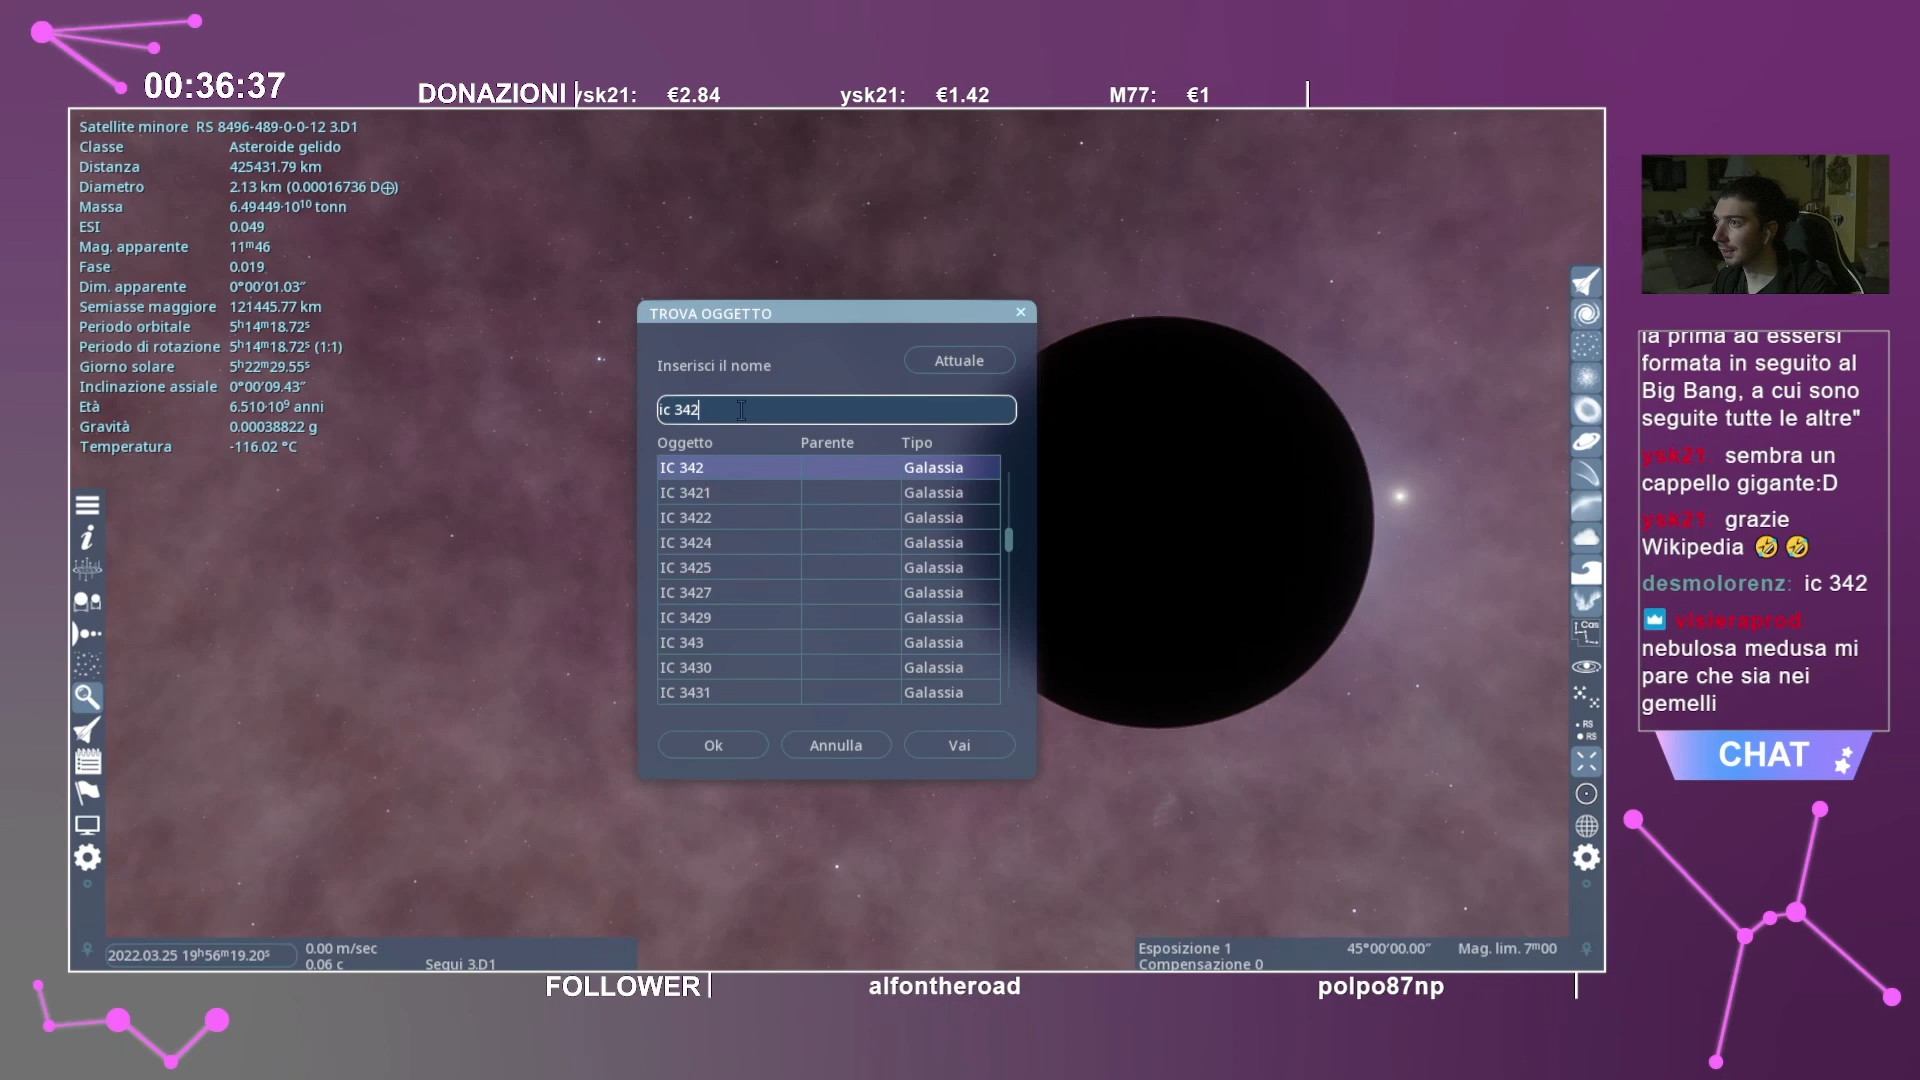 00:36:37
DONAZIONI
ysk21: €2.84
ysk21: €1.42
M77: €1
Satellite minore RS 8496-489-0-0-12 3.D1
Classe Asteroide gelido
Distanza 425431.79 km
Diametro 2.13 km (0.00016736 D⊕)
Massa 6.49449·10¹⁰ tonn
ESI 0.049
Mag. apparente 11ᵐ46
Fase 0.019
Dim. apparente 0°00′01.03″
Semiasse maggiore 121445.77 km
Periodo orbitale 5ʰ14ᵐ18.72ˢ
Periodo di rotazione 5ʰ14ᵐ18.72ˢ (1:1)
Giorno solare 5ʰ22ᵐ29.55ˢ
Inclinazione assiale 0°00′09.43″
Età 6.510·10⁹ anni
Gravità 0.00038822 g
Temperatura -116.02 °C
TROVA OGGETTO
Inserisci il nome
Attuale
ic 342
Oggetto Parente Tipo
IC 342 Galassia
IC 3421 Galassia
IC 3422 Galassia
IC 3424 Galassia
IC 3425 Galassia
IC 3427 Galassia
IC 3429 Galassia
IC 343 Galassia
IC 3430 Galassia
IC 3431 Galassia
Ok
Annulla
Vai
Cas
RS
RS
2022.03.25 19ʰ56ᵐ19.20ˢ
0.00 m/sec
0.06 c
Segui 3.D1
Esposizione 1
Compensazione 0
45°00′00.00″
Mag. lim. 7ᵐ00
FOLLOWER
alfontheroad
polpo87np
la prima ad essersi
formata in seguito al
Big Bang, a cui sono
seguite tutte le altre"
ysk21: sembra un
cappello gigante:D
ysk21: grazie
Wikipedia 🤣 🤣
desmolorenz: ic 342
visieraprod:
nebulosa medusa mi
pare che sia nei
gemelli
CHAT